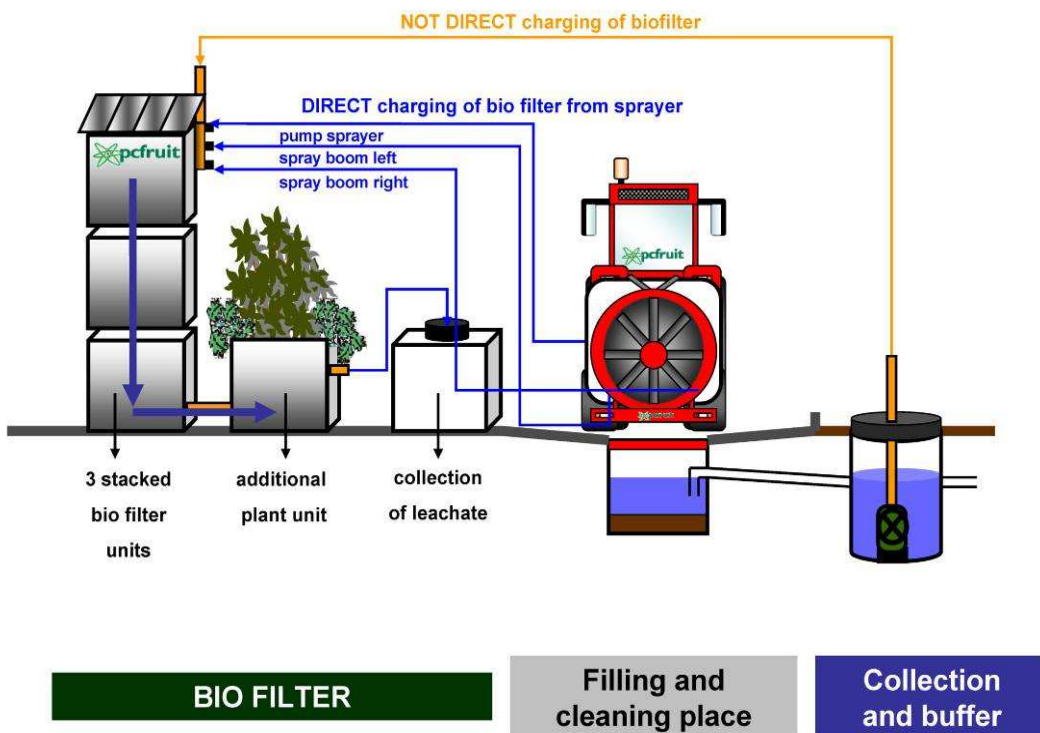 NOT DIRECT charging of biofilter
DIRECT charging of bio filter from sprayer
pump sprayer
spray boom left
spray boom right
pcfruit
pcfruit
3 stacked
bio filter
units
additional
plant unit
collection
of leachate
BIO FILTER
Filling and
cleaning place
Collection
and buffer